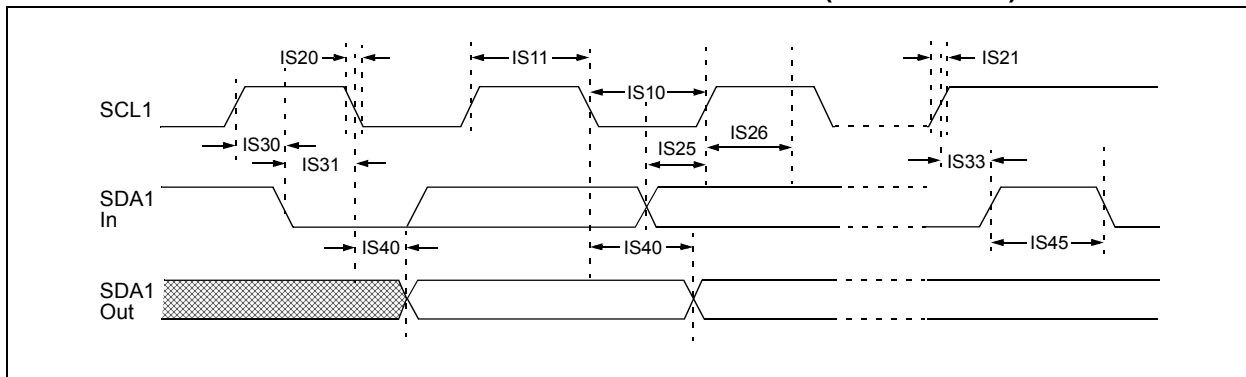 IS20
IS11
IS21
SCL1
IS10
IS26
IS30
IS25
IS31
IS33
SDA1
In
IS40
IS40
IS45
SDA1
Out